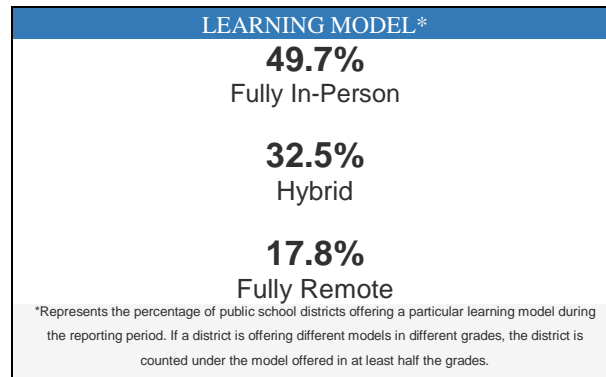 LEARNING MODEL*
49.7%
Fully In-Person
32.5%
Hybrid
17.8%
Fully Remote
*Represents the percentage of public school districts offering a particular learning model during
the reporting period. If a district is offering different models in different grades, the district is
counted under the model offered in at least half the grades.